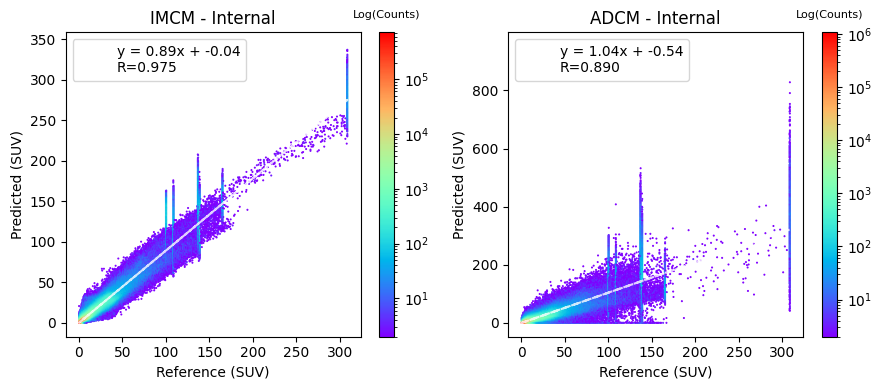 IMCM - Internal
Log(Counts)
y = 0.89x + -0.04
R=0.975
Predicted (SUV)
350
300
250
200
150
100
50
0
0 50 100 150 200 250 300
Reference (SUV)
10^5
10^4
10^3
10^2
10^1
ADCM - Internal
Log(Counts)
y = 1.04x + -0.54
R=0.890
Predicted (SUV)
800
600
400
200
0
0 50 100 150 200 250 300
Reference (SUV)
10^6
10^5
10^4
10^3
10^2
10^1